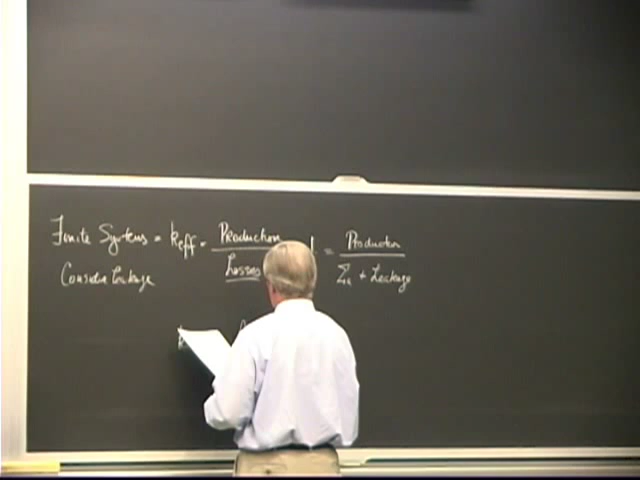 Finite Systems = keff = Production / Losses = Production / Σa + Leakage
Consider Leakage